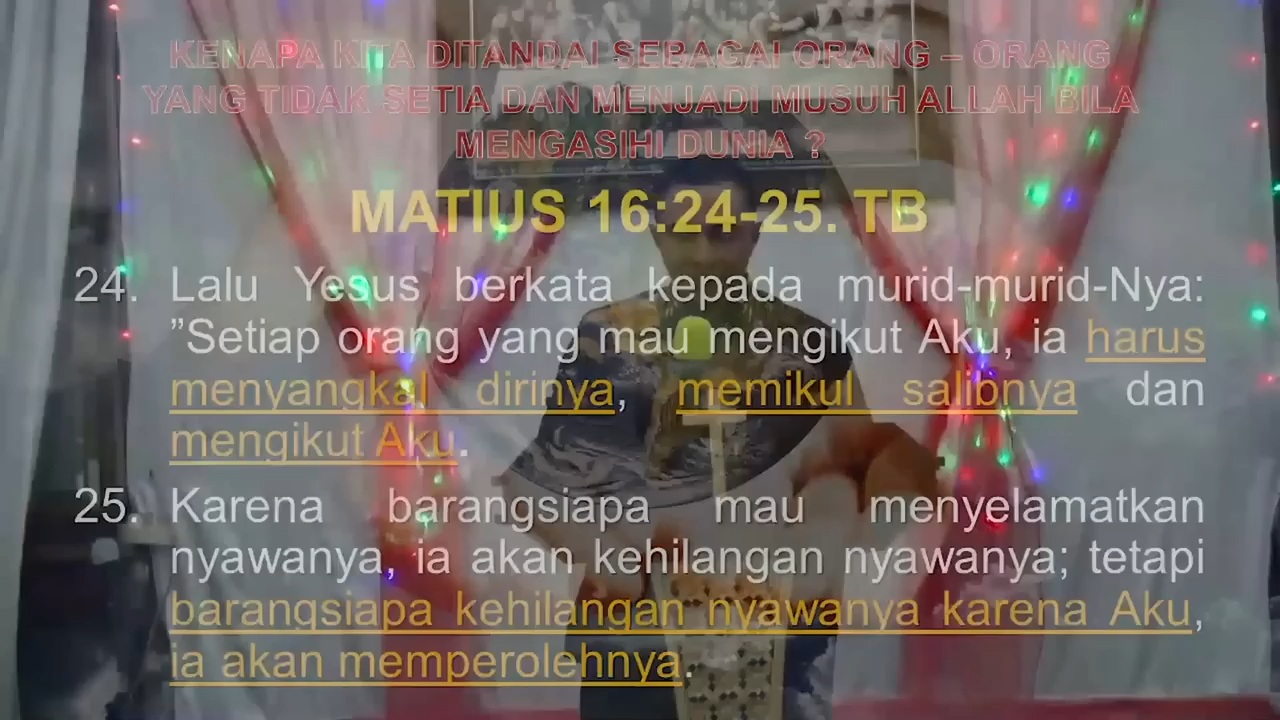 KENAPA KITA DITANDAI SEBAGAI ORANG – ORANG
YANG TIDAK SETIA DAN MENJADI MUSUH ALLAH BILA
MENGASIHI DUNIA ?
MATIUS 16:24-25. TB
24. Lalu Yesus berkata kepada murid-murid-Nya:
”Setiap orang yang mau mengikut Aku, ia harus
menyangkal dirinya, memikul salibnya dan
mengikut Aku.
25. Karena barangsiapa mau menyelamatkan
nyawanya, ia akan kehilangan nyawanya; tetapi
barangsiapa kehilangan nyawanya karena Aku,
ia akan memperolehnya.